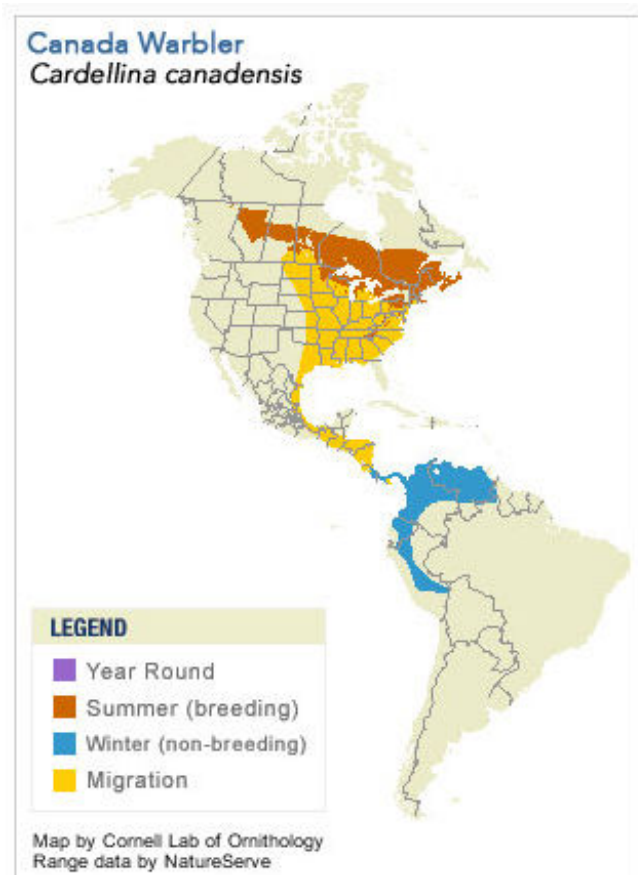 Canada Warbler
Cardellina canadensis
LEGEND
Year Round
Summer (breeding)
Winter (non-breeding)
Migration
Map by Cornell Lab of Ornithology
Range data by NatureServe